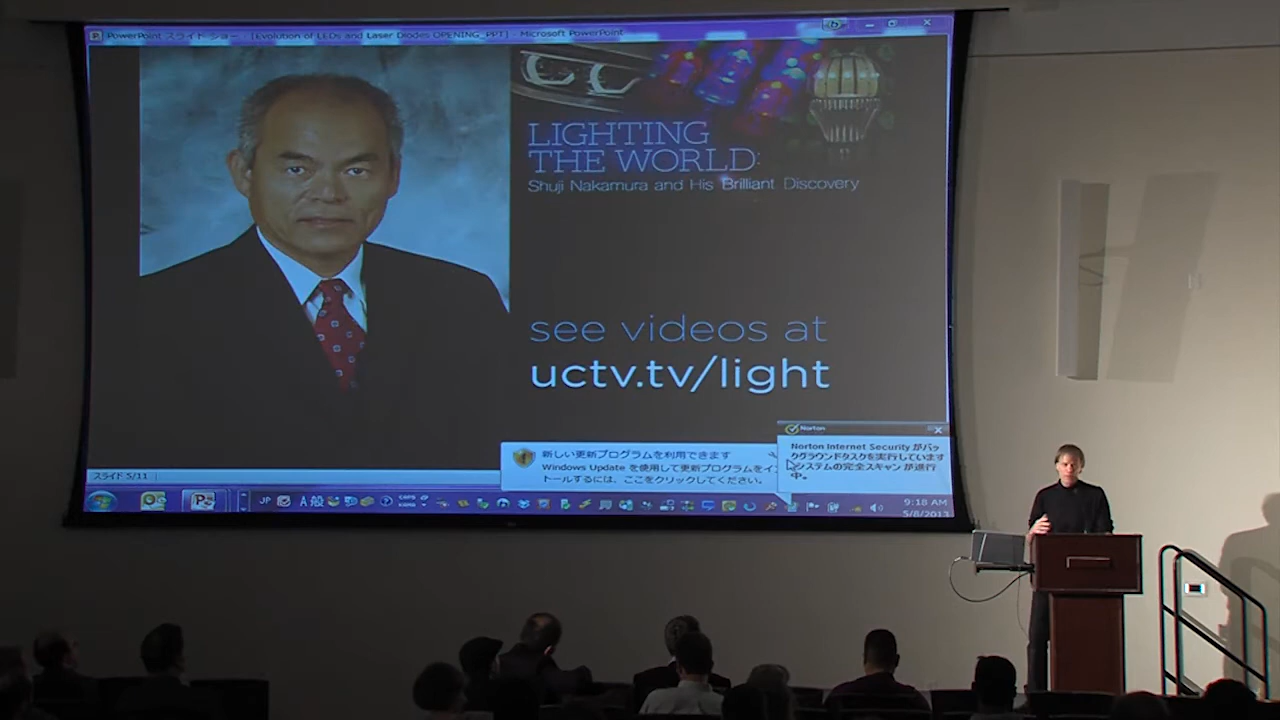 PowerPoint スライド ショー - [Evolution of LEDs and Laser Diodes OPENING_PPT] - Microsoft PowerPoint
LIGHTING
THE WORLD:
Shuji Nakamura and His Brilliant Discovery
see videos at
uctv.tv/light
Norton
Norton Internet Security がバッ
クグラウンドタスクを実行しています
システムの完全スキャン が進行
中。
新しい更新プログラムを利用できます
Windows Update を使用して更新プログラムをイン
トールするには、ここをクリックしてください。
スライド 5/11
JP
A 般
CAPS
KANA
9:18 AM
5/8/2013